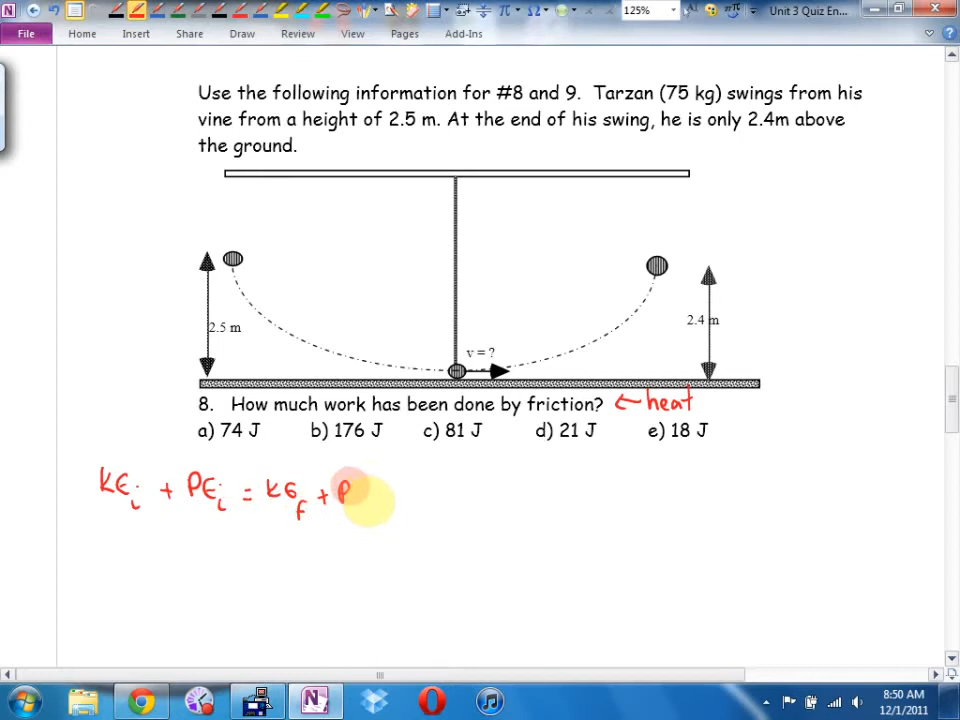 125%
Unit 3 Quiz En...
File Home Insert Share Draw Review View Pages Add-Ins
Use the following information for #8 and 9. Tarzan (75 kg) swings from his
vine from a height of 2.5 m. At the end of his swing, he is only 2.4m above
the ground.
2.5 m
2.4 m
v = ?
8. How much work has been done by friction? ← heat
a) 74 J b) 176 J c) 81 J d) 21 J e) 18 J
KE i + PE i = KE f + P
8:50 AM
12/1/2011